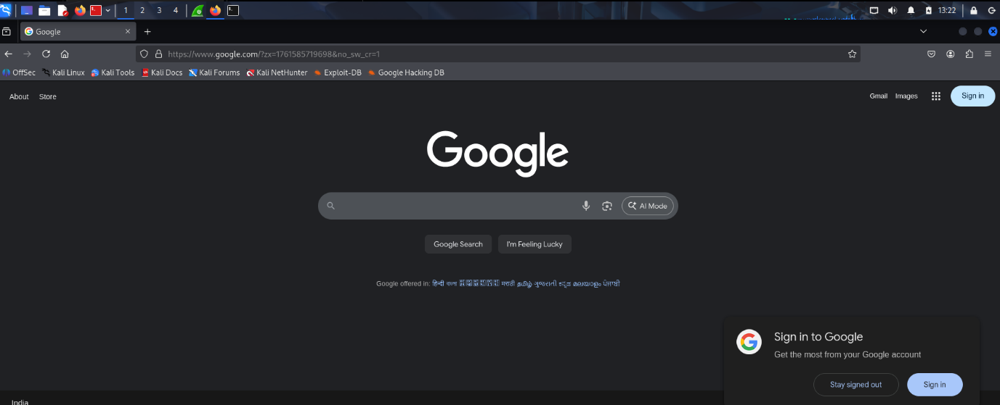 1 2 3 4 13:22
Google
https://www.google.com/?zx=1761585719698&no_sw_cr=1
OffSec Kali Linux Kali Tools Kali Docs Kali Forums Kali NetHunter Exploit-DB Google Hacking DB
About Store Gmail Images Sign in
Google
AI Mode
Google Search I'm Feeling Lucky
Google offered in: हिन्दी বাংলা मराठी தமிழ் ગુજરાતી ಕನ್ನಡ മലയാളം ਪੰਜਾਬੀ
Sign in to Google
Get the most from your Google account
Stay signed out Sign in
India